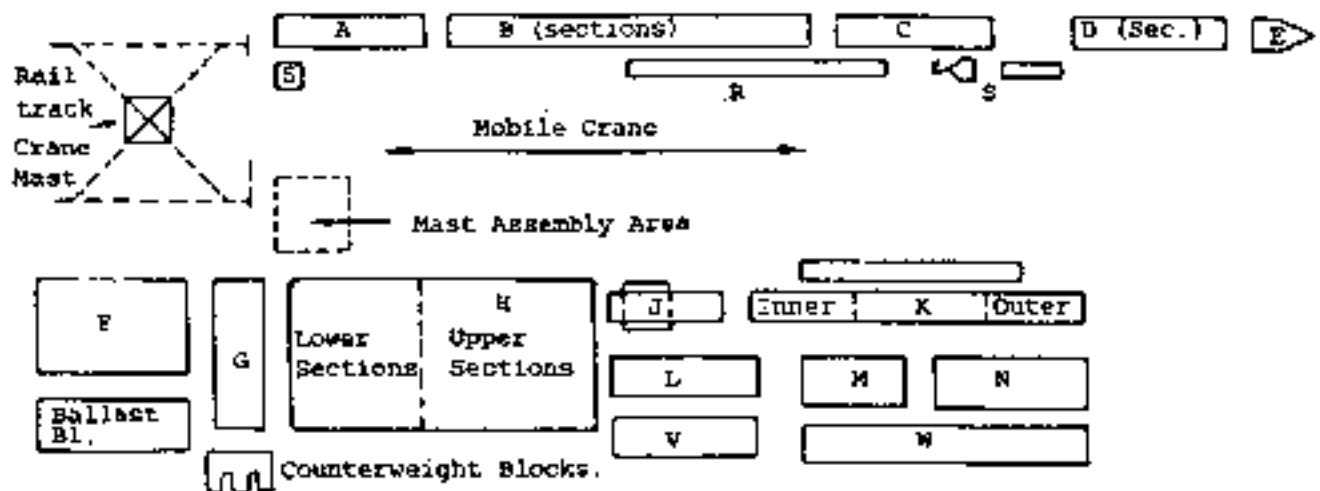 A
B (sections)
C
D (Sec.)
E
5
Rail
track
R
S
Crane
Mast
Mobile Crane
Mast Assembly Area
F
G
H
Lower
Sections
Upper
Sections
J
Inner
K
Outer
L
M
N
Ballast
Bl.
V
W
Counterweight Blocks.